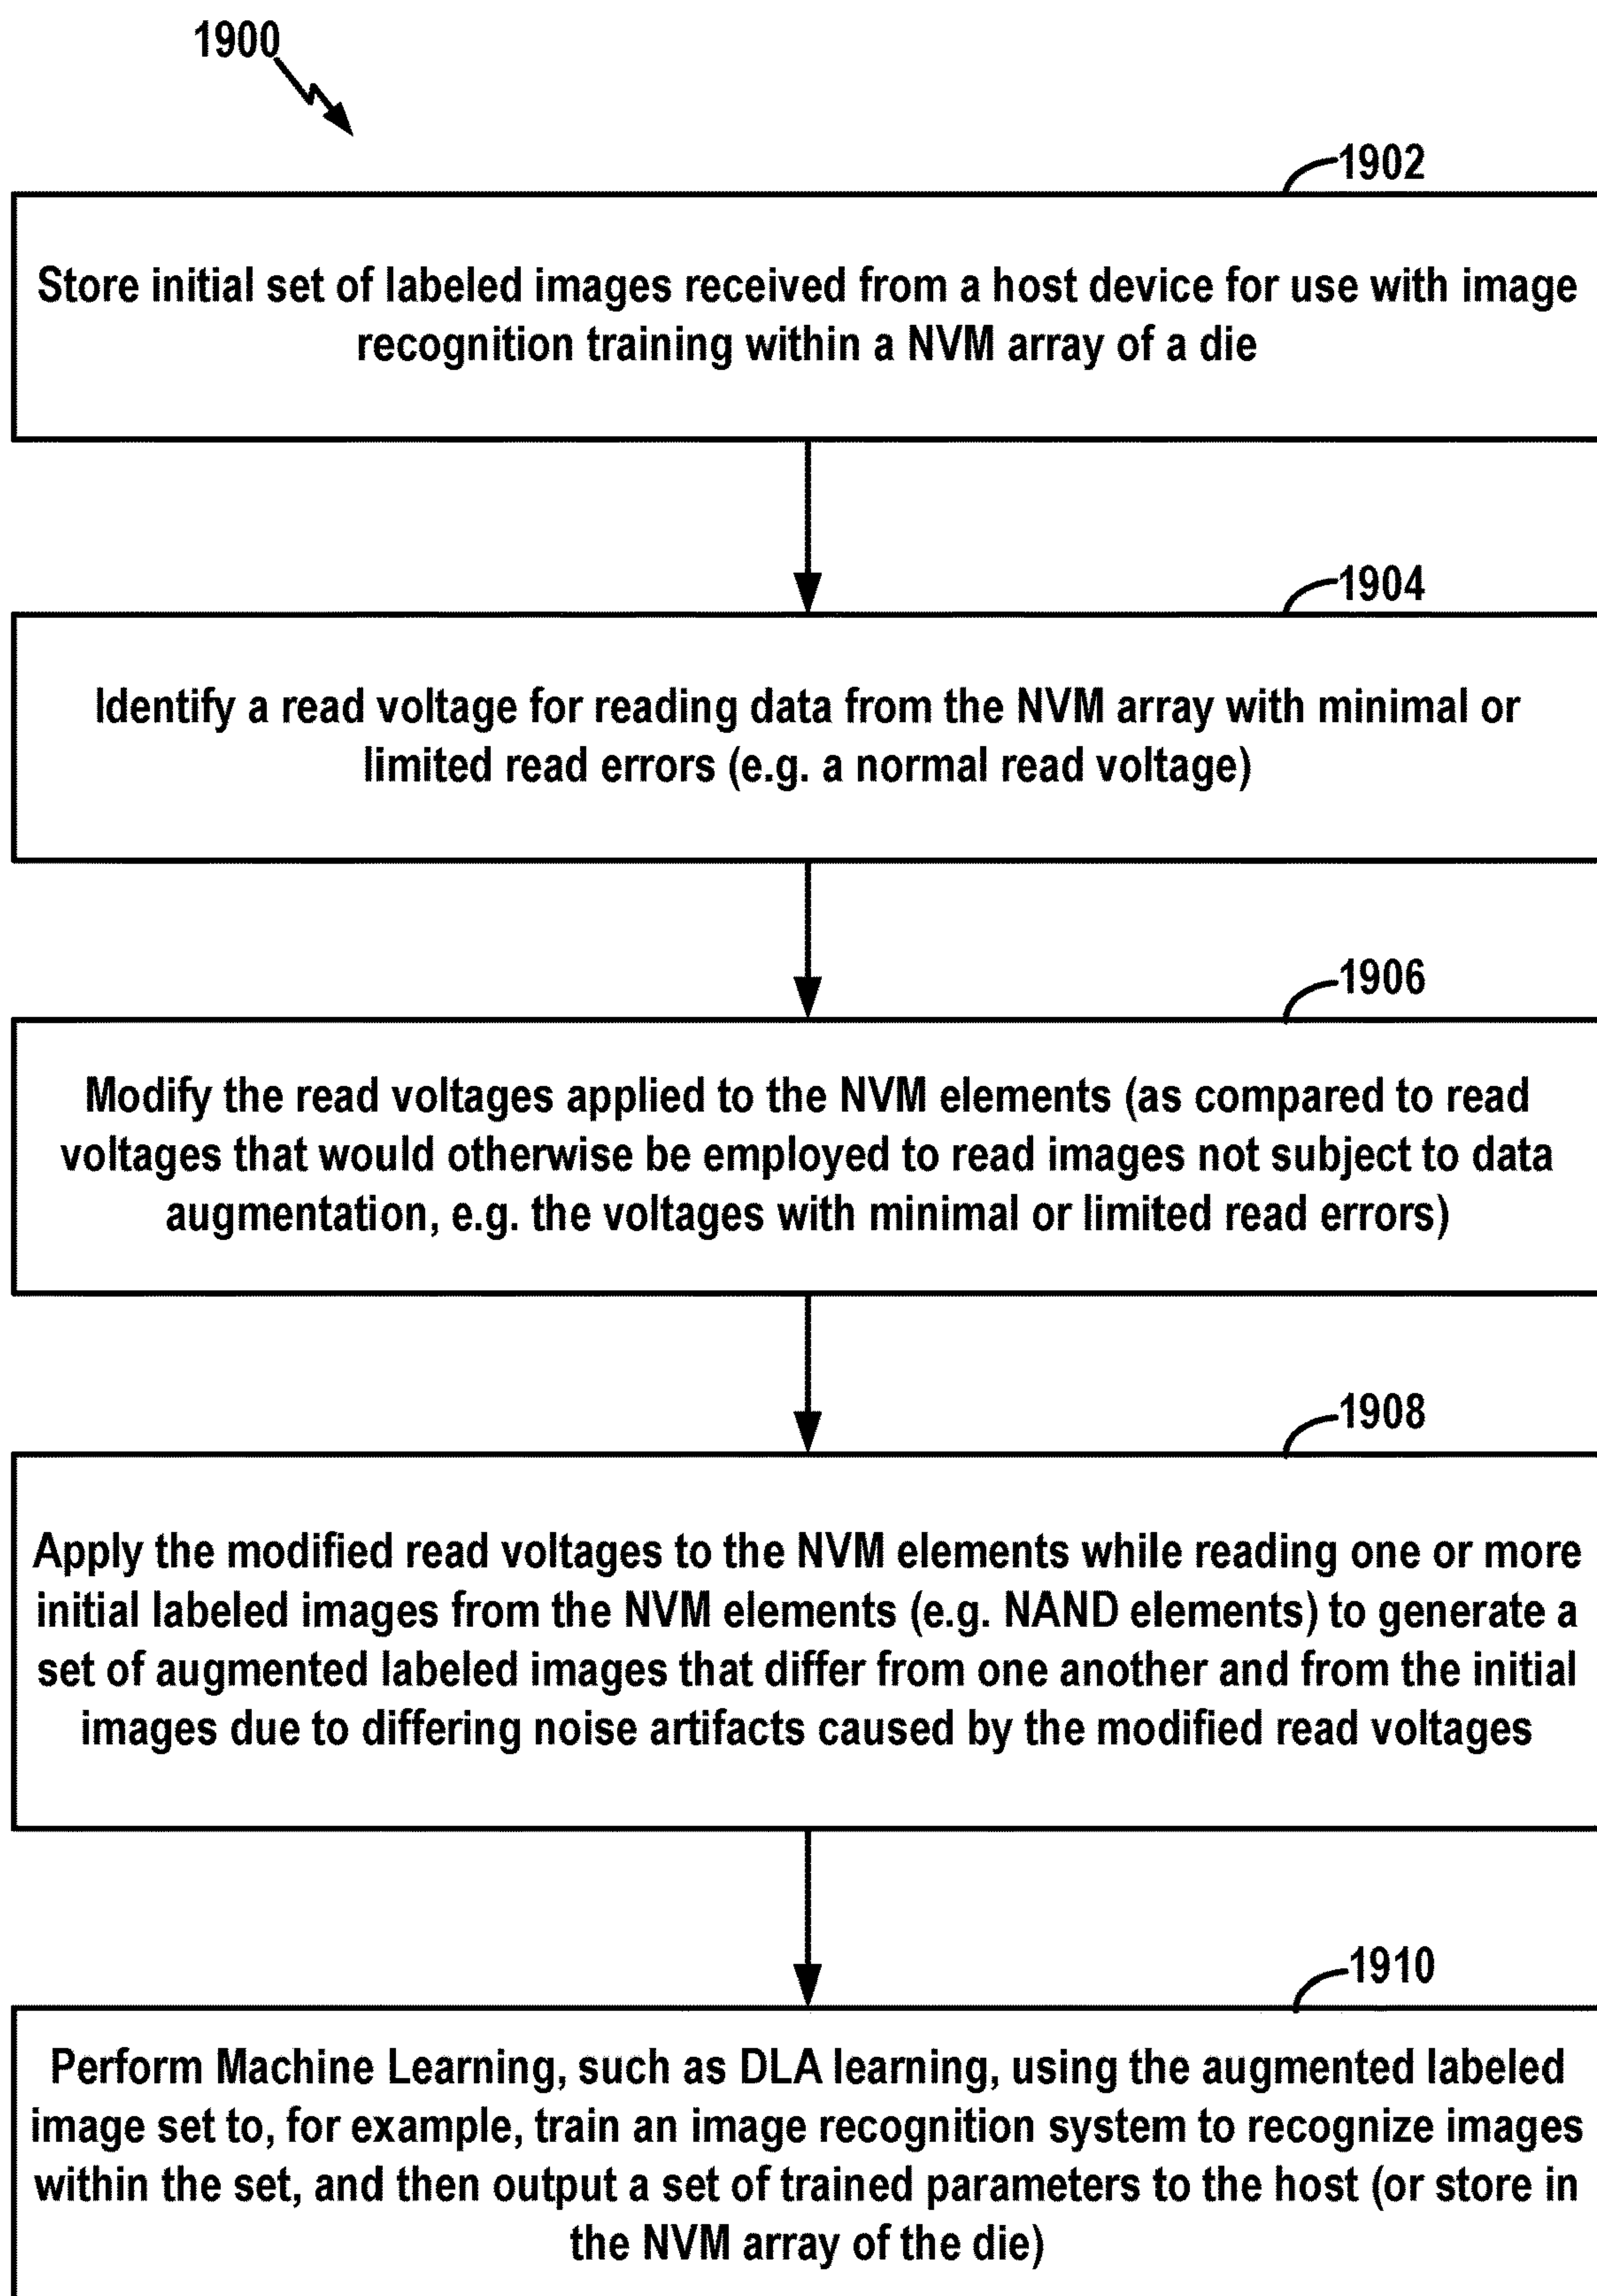 1900
1902
Store initial set of labeled images received from a host device for use with image
recognition training within a NVM array of a die
1904
Identify a read voltage for reading data from the NVM array with minimal or
limited read errors (e.g. a normal read voltage)
1906
Modify the read voltages applied to the NVM elements (as compared to read
voltages that would otherwise be employed to read images not subject to data
augmentation, e.g. the voltages with minimal or limited read errors)
1908
Apply the modified read voltages to the NVM elements while reading one or more
initial labeled images from the NVM elements (e.g. NAND elements) to generate a
set of augmented labeled images that differ from one another and from the initial
images due to differing noise artifacts caused by the modified read voltages
1910
Perform Machine Learning, such as DLA learning, using the augmented labeled
image set to, for example, train an image recognition system to recognize images
within the set, and then output a set of trained parameters to the host (or store in
the NVM array of the die)